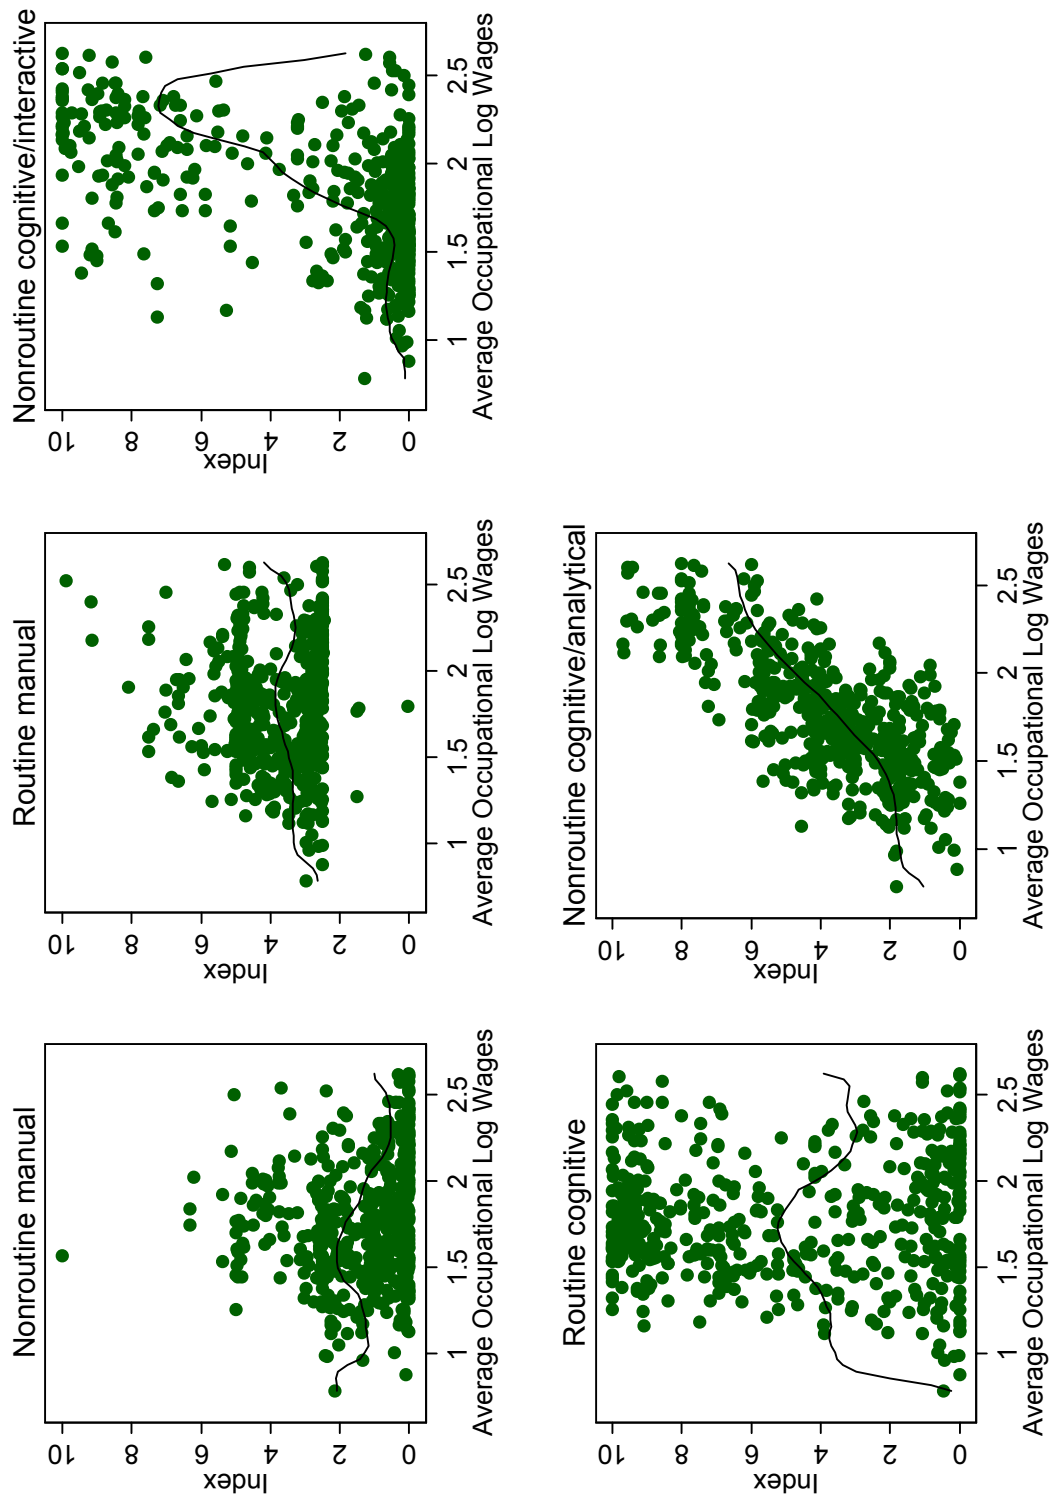 Nonroutine manual
Index
10
8
6
4
2
0
1 1.5 2 2.5
Average Occupational Log Wages
Routine manual
Index
10
8
6
4
2
0
1 1.5 2 2.5
Average Occupational Log Wages
Nonroutine cognitive/interactive
Index
10
8
6
4
2
0
1 1.5 2 2.5
Average Occupational Log Wages
Routine cognitive
Index
10
8
6
4
2
0
1 1.5 2 2.5
Average Occupational Log Wages
Nonroutine cognitive/analytical
Index
10
8
6
4
2
0
1 1.5 2 2.5
Average Occupational Log Wages